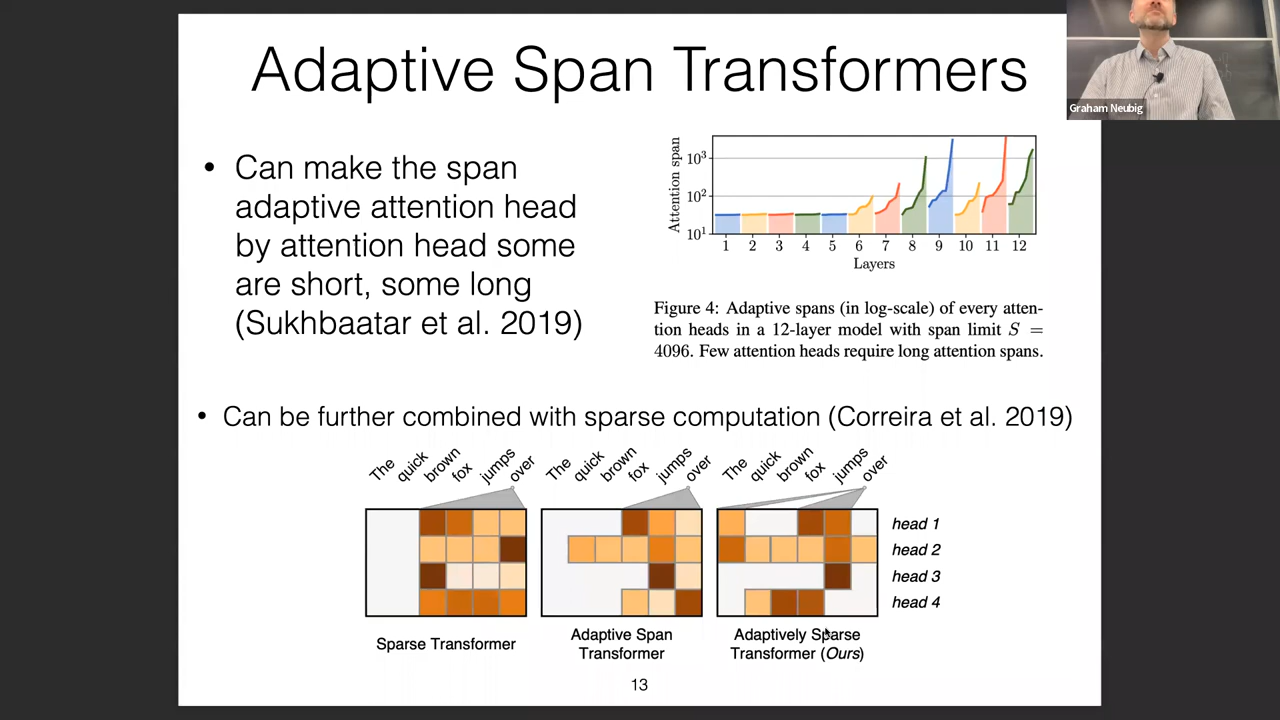 Adaptive Span Transformers
Graham Neubig
• Can make the span
adaptive attention head
by attention head some
are short, some long
(Sukhbaatar et al. 2019)
Attention span
10³
10²
10¹
1 2 3 4 5 6 7 8 9 10 11 12
Layers
Figure 4: Adaptive spans (in log-scale) of every atten-
tion heads in a 12-layer model with span limit S =
4096. Few attention heads require long attention spans.
• Can be further combined with sparse computation (Correira et al. 2019)
The quick brown fox jumps over
The quick brown fox jumps over
The quick brown fox jumps over
head 1
head 2
head 3
head 4
Sparse Transformer
Adaptive Span
Transformer
Adaptively Sparse
Transformer (Ours)
13